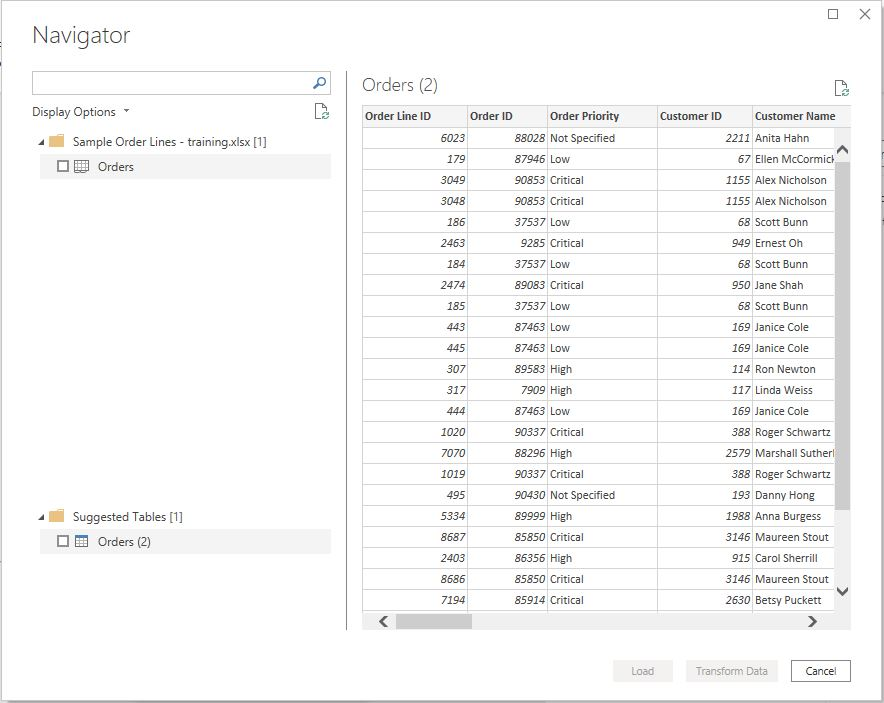 Navigator
Display Options
Sample Order Lines - training.xlsx [1]
Orders
Suggested Tables [1]
Orders (2)
Orders (2)
Order Line ID Order ID Order Priority Customer ID Customer Name
6023 88028 Not Specified 2211 Anita Hahn
179 87946 Low 67 Ellen McCormick
3049 90853 Critical 1155 Alex Nicholson
3048 90853 Critical 1155 Alex Nicholson
186 37537 Low 68 Scott Bunn
2463 9285 Critical 949 Ernest Oh
184 37537 Low 68 Scott Bunn
2474 89083 Critical 950 Jane Shah
185 37537 Low 68 Scott Bunn
443 87463 Low 169 Janice Cole
445 87463 Low 169 Janice Cole
307 89583 High 114 Ron Newton
317 7909 High 117 Linda Weiss
444 87463 Low 169 Janice Cole
1020 90337 Critical 388 Roger Schwartz
7070 88296 High 2579 Marshall Sutherl
1019 90337 Critical 388 Roger Schwartz
495 90430 Not Specified 193 Danny Hong
5334 89999 High 1988 Anna Burgess
8687 85850 Critical 3146 Maureen Stout
2403 86356 High 915 Carol Sherrill
8686 85850 Critical 3146 Maureen Stout
7194 85914 Critical 2630 Betsy Puckett
Load Transform Data Cancel